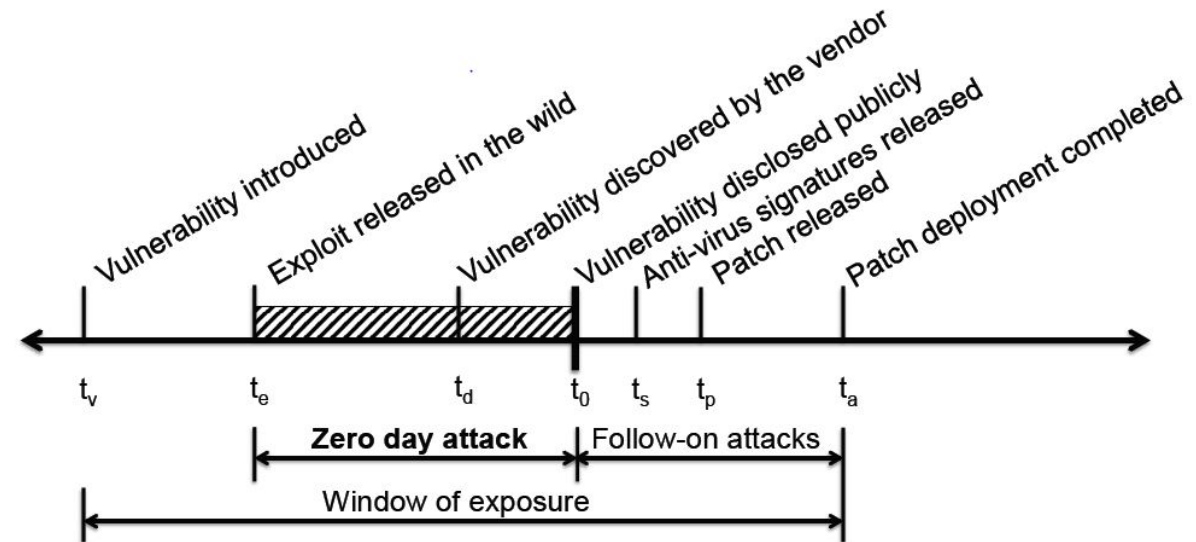 Vulnerability introduced
Exploit released in the wild
Vulnerability discovered by the vendor
Vulnerability disclosed publicly
Anti-virus signatures released
Patch released
Patch deployment completed
tv te td t0 ts tp ta
Zero day attack Follow-on attacks
Window of exposure